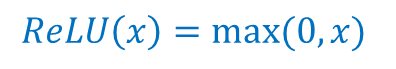 ReLU(x) = max(0, x)